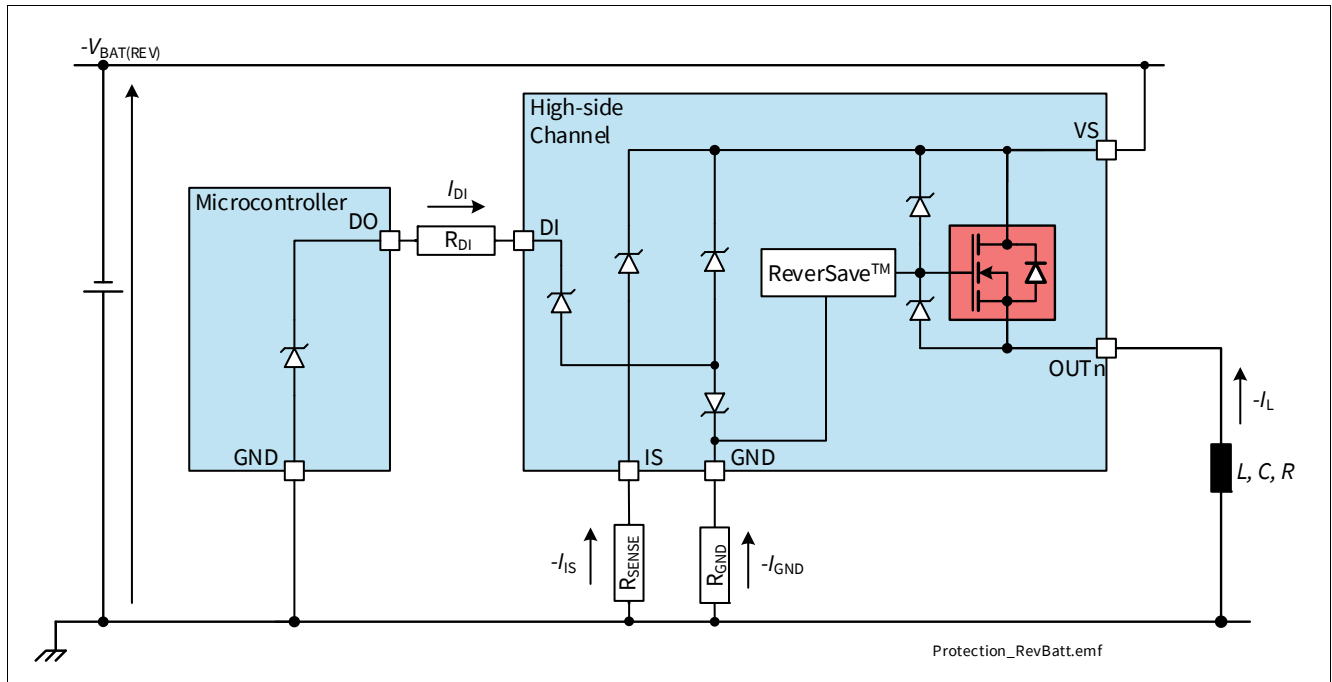 -VBAT(REV)
High-side
Channel
VS
Microcontroller
DO
IDI
RDI
DI
ReverSave™
OUTn
-IL
GND
IS
GND
L, C, R
-IIS
RSENSE
RGND
-IGND
Protection_RevBatt.emf